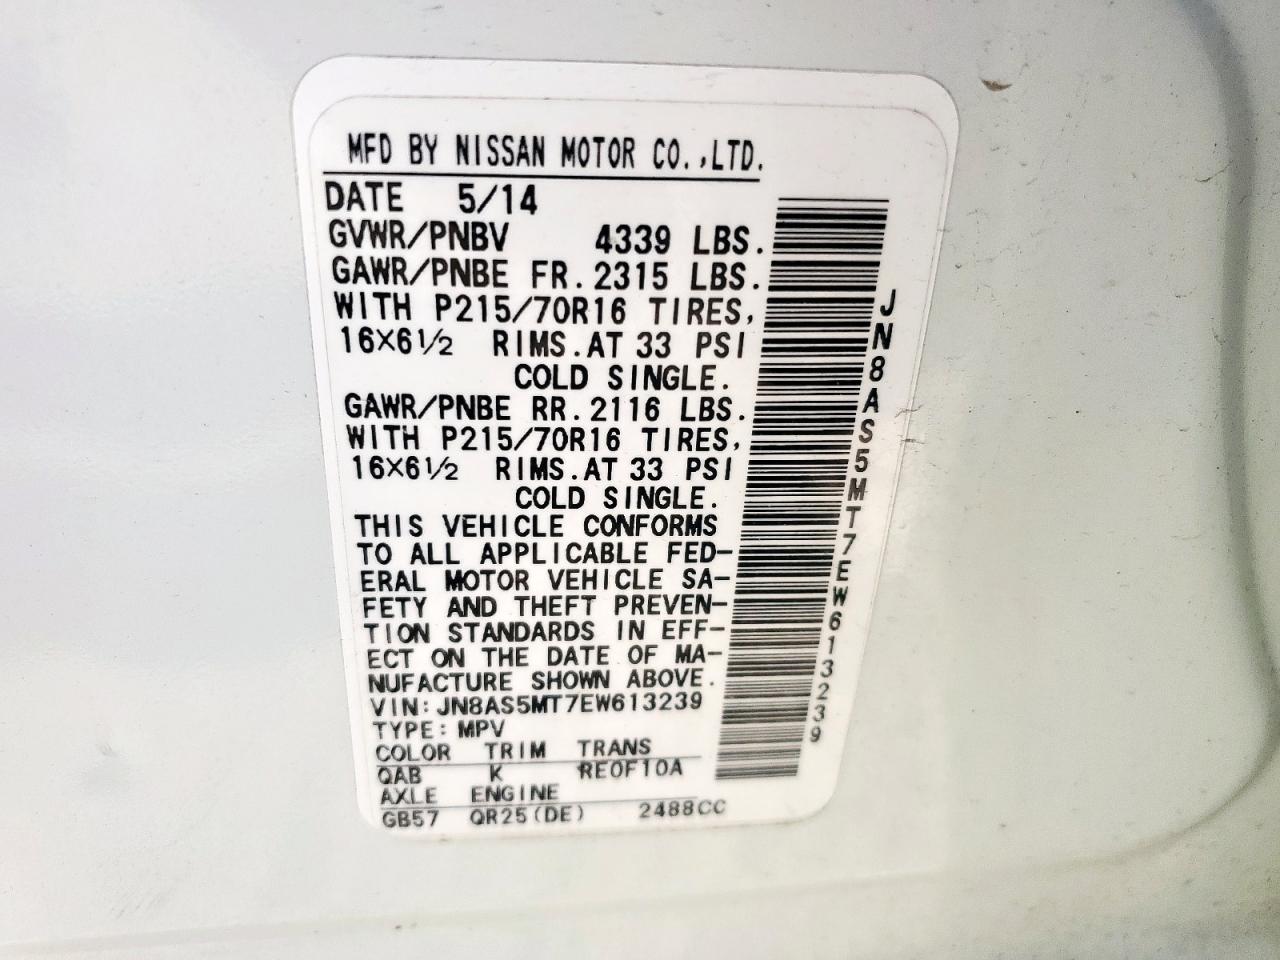 MFD BY NISSAN MOTOR CO.,LTD.
DATE 5/14
GVWR/PNBV 4339 LBS.
GAWR/PNBE FR.2315 LBS.
WITH P215/70R16 TIRES,
16×6½ RIMS.AT 33 PSI
COLD SINGLE.
GAWR/PNBE RR.2116 LBS.
WITH P215/70R16 TIRES,
16×6½ RIMS.AT 33 PSI
COLD SINGLE.
THIS VEHICLE CONFORMS
TO ALL APPLICABLE FED-
ERAL MOTOR VEHICLE SA-
FETY AND THEFT PREVEN-
TION STANDARDS IN EFF-
ECT ON THE DATE OF MA-
NUFACTURE SHOWN ABOVE.
VIN:JN8AS5MT7EW613239
TYPE:MPV
COLOR TRIM TRANS
QAB K RE0F10A
AXLE ENGINE
GB57 QR25(DE) 2488CC
JN8AS5MT7EW613239